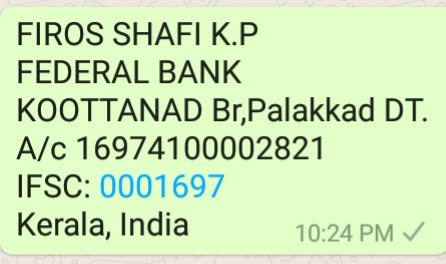 FIROS SHAFI K.P
FEDERAL BANK
KOOTTANAD Br,Palakkad DT.
A/c 16974100002821
IFSC: 0001697
Kerala, India
10:24 PM